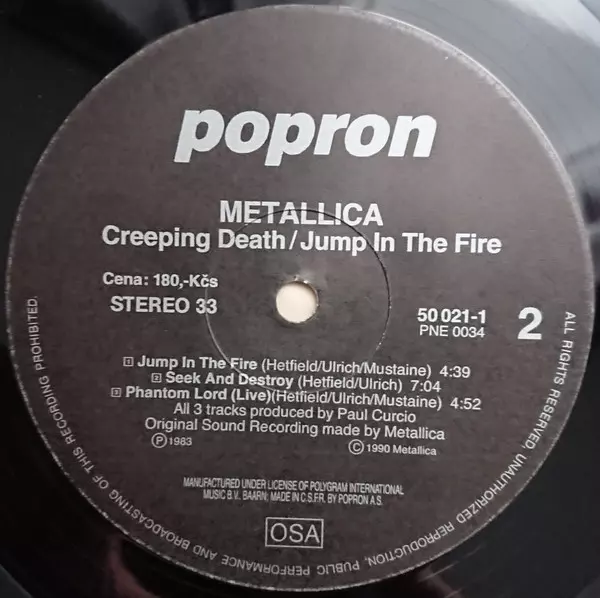 popron
METALLICA
Creeping Death/Jump In The Fire
Cena: 180,-Kčs
STEREO 33
50 021-1
PNE 0034
2
1 Jump In The Fire (Hetfield/Ulrich/Mustaine) 4:39
2 Seek And Destroy (Hetfield/Ulrich) 7:04
3 Phantom Lord (Live)(Hetfield/Ulrich/Mustaine) 4:52
All 3 tracks produced by Paul Curcio
Original Sound Recording made by Metallica
Ⓟ 1983
© 1990 Metallica
MANUFACTURED UNDER LICENSE OF POLYGRAM INTERNATIONAL
MUSIC B.V. BAARN; MADE IN C.S.FR. BY POPRON A.S.
OSA
ALL RIGHTS RESERVED. UNAUTHORIZED REPRODUCTION, PUBLIC PERFORMANCE AND BROADCASTING OF THIS RECORDING PROHIBITED.